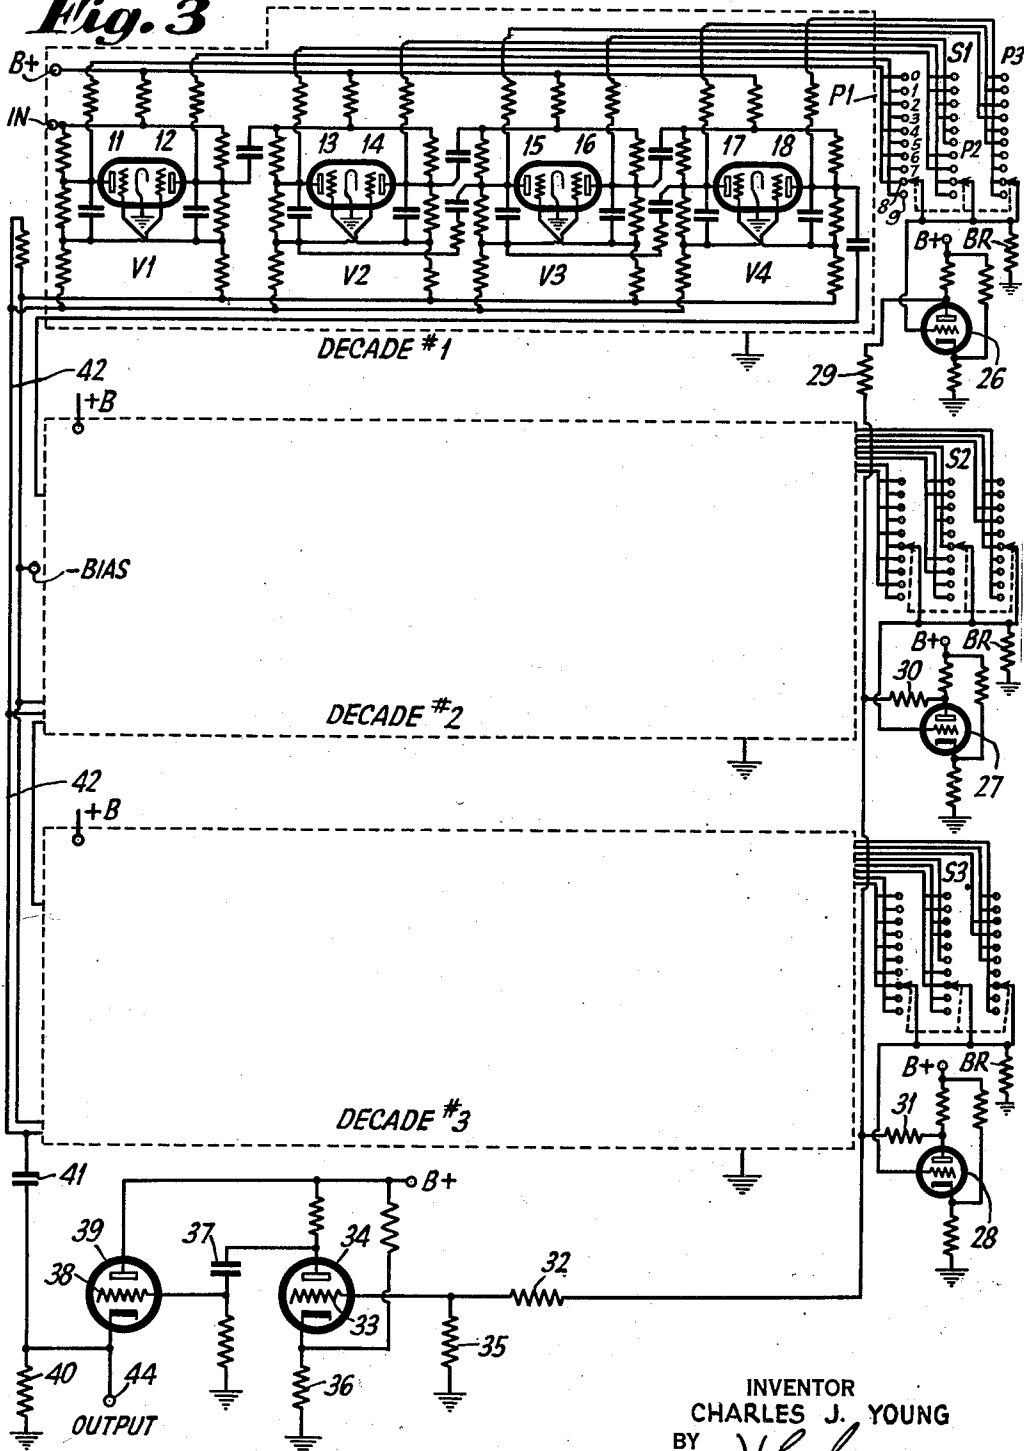 Fig. 3
B+
IN
11 12
13 14
15 16
17 18
V1
V2
V3
V4
P1
S1
P3
0
1
2
3
4
5
6
7
8
9
P2
B+
BR
DECADE #1
29
26
42
+B
S2
-BIAS
B+
BR
30
DECADE #2
27
42
+B
S3
B+
BR
31
DECADE #3
28
41
B+
39
37
34
38
33
32
35
40
44
36
OUTPUT
INVENTOR
CHARLES J. YOUNG
BY